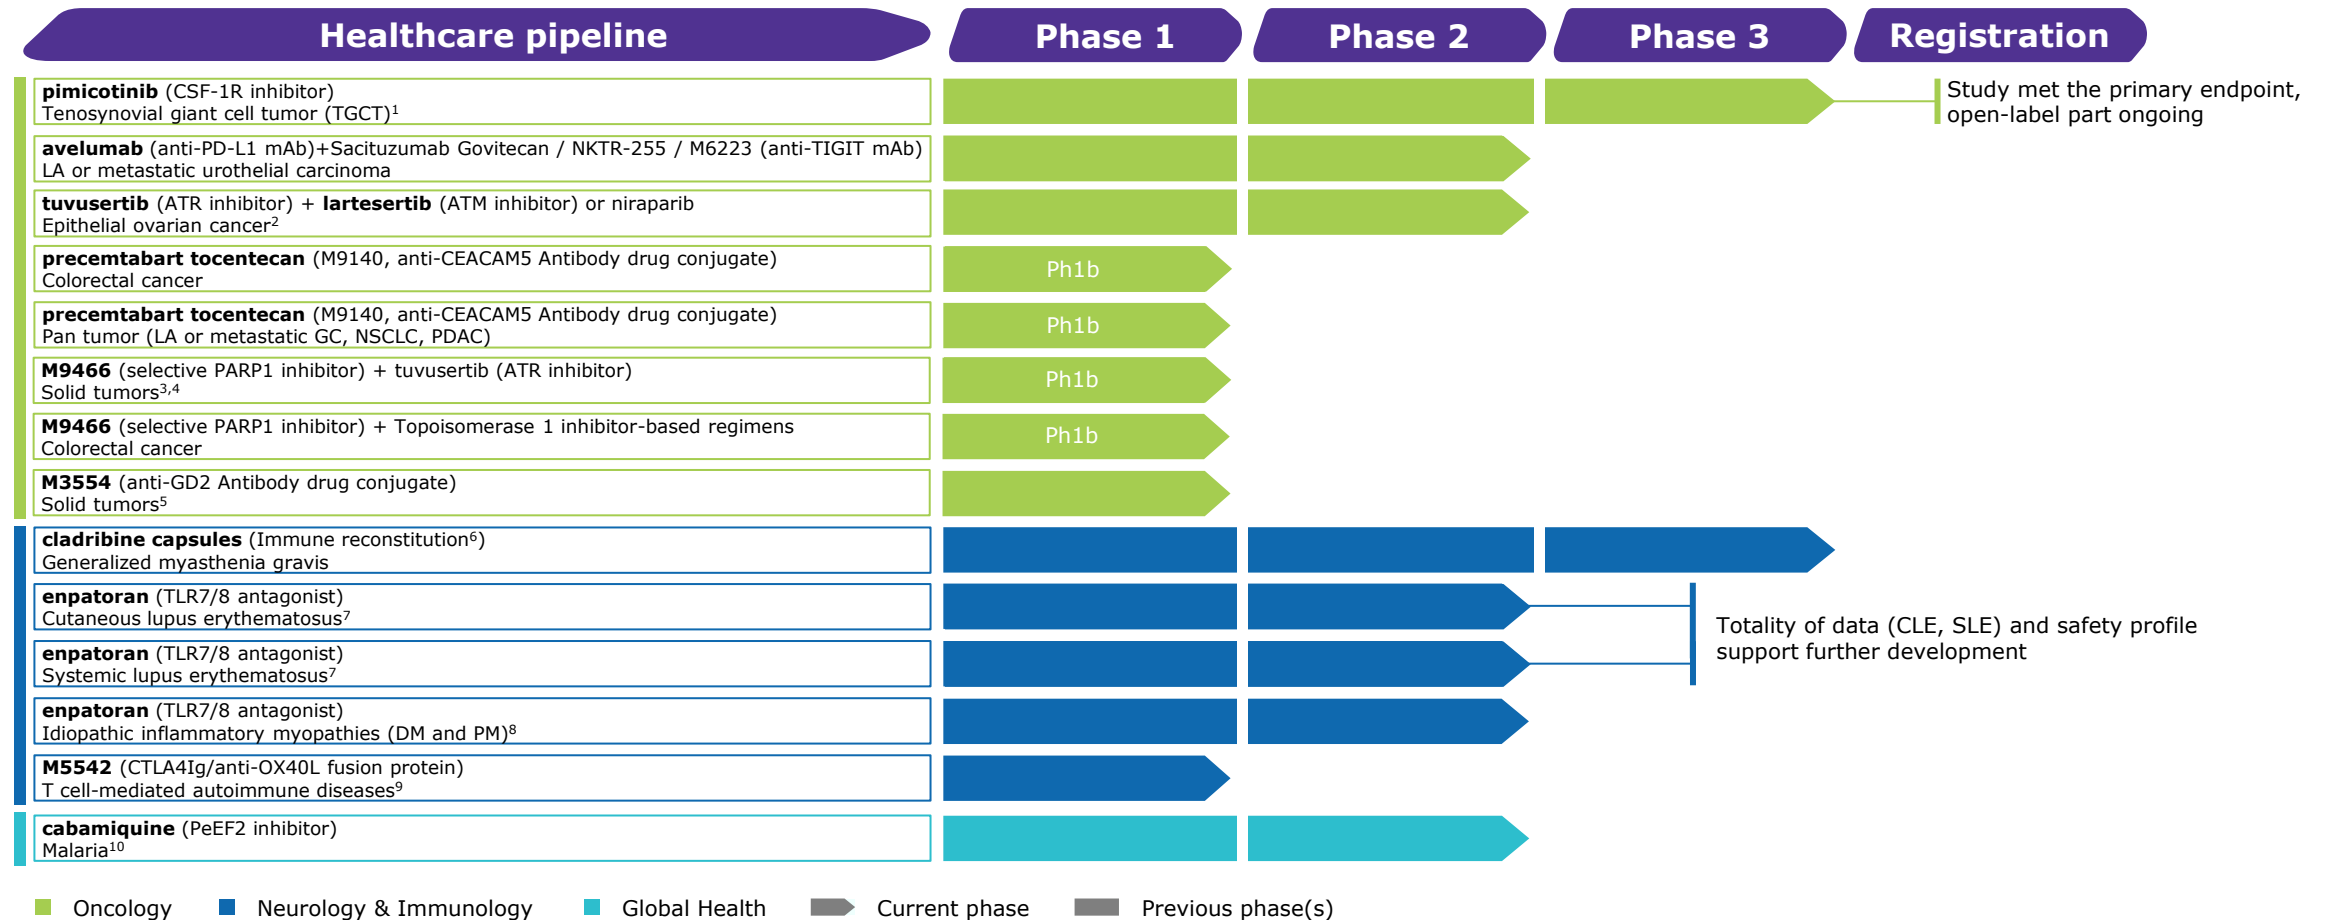 Healthcare pipeline
Phase 1
Phase 2
Phase 3
Registration
pimicotinib (CSF-1R inhibitor)
Tenosynovial giant cell tumor (TGCT)¹
Study met the primary endpoint,
open-label part ongoing
avelumab (anti-PD-L1 mAb)+Sacituzumab Govitecan / NKTR-255 / M6223 (anti-TIGIT mAb)
LA or metastatic urothelial carcinoma
tuvusertib (ATR inhibitor) + lartesertib (ATM inhibitor) or niraparib
Epithelial ovarian cancer²
precemtabart tocentecan (M9140, anti-CEACAM5 Antibody drug conjugate)
Colorectal cancer
Ph1b
precemtabart tocentecan (M9140, anti-CEACAM5 Antibody drug conjugate)
Pan tumor (LA or metastatic GC, NSCLC, PDAC)
Ph1b
M9466 (selective PARP1 inhibitor) + tuvusertib (ATR inhibitor)
Solid tumors³,⁴
Ph1b
M9466 (selective PARP1 inhibitor) + Topoisomerase 1 inhibitor-based regimens
Colorectal cancer
Ph1b
M3554 (anti-GD2 Antibody drug conjugate)
Solid tumors⁵
cladribine capsules (Immune reconstitution⁶)
Generalized myasthenia gravis
enpatoran (TLR7/8 antagonist)
Cutaneous lupus erythematosus⁷
enpatoran (TLR7/8 antagonist)
Systemic lupus erythematosus⁷
Totality of data (CLE, SLE) and safety profile
support further development
enpatoran (TLR7/8 antagonist)
Idiopathic inflammatory myopathies (DM and PM)⁸
M5542 (CTLA4Ig/anti-OX40L fusion protein)
T cell-mediated autoimmune diseases⁹
cabamiquine (PeEF2 inhibitor)
Malaria¹⁰
Oncology
Neurology & Immunology
Global Health
Current phase
Previous phase(s)